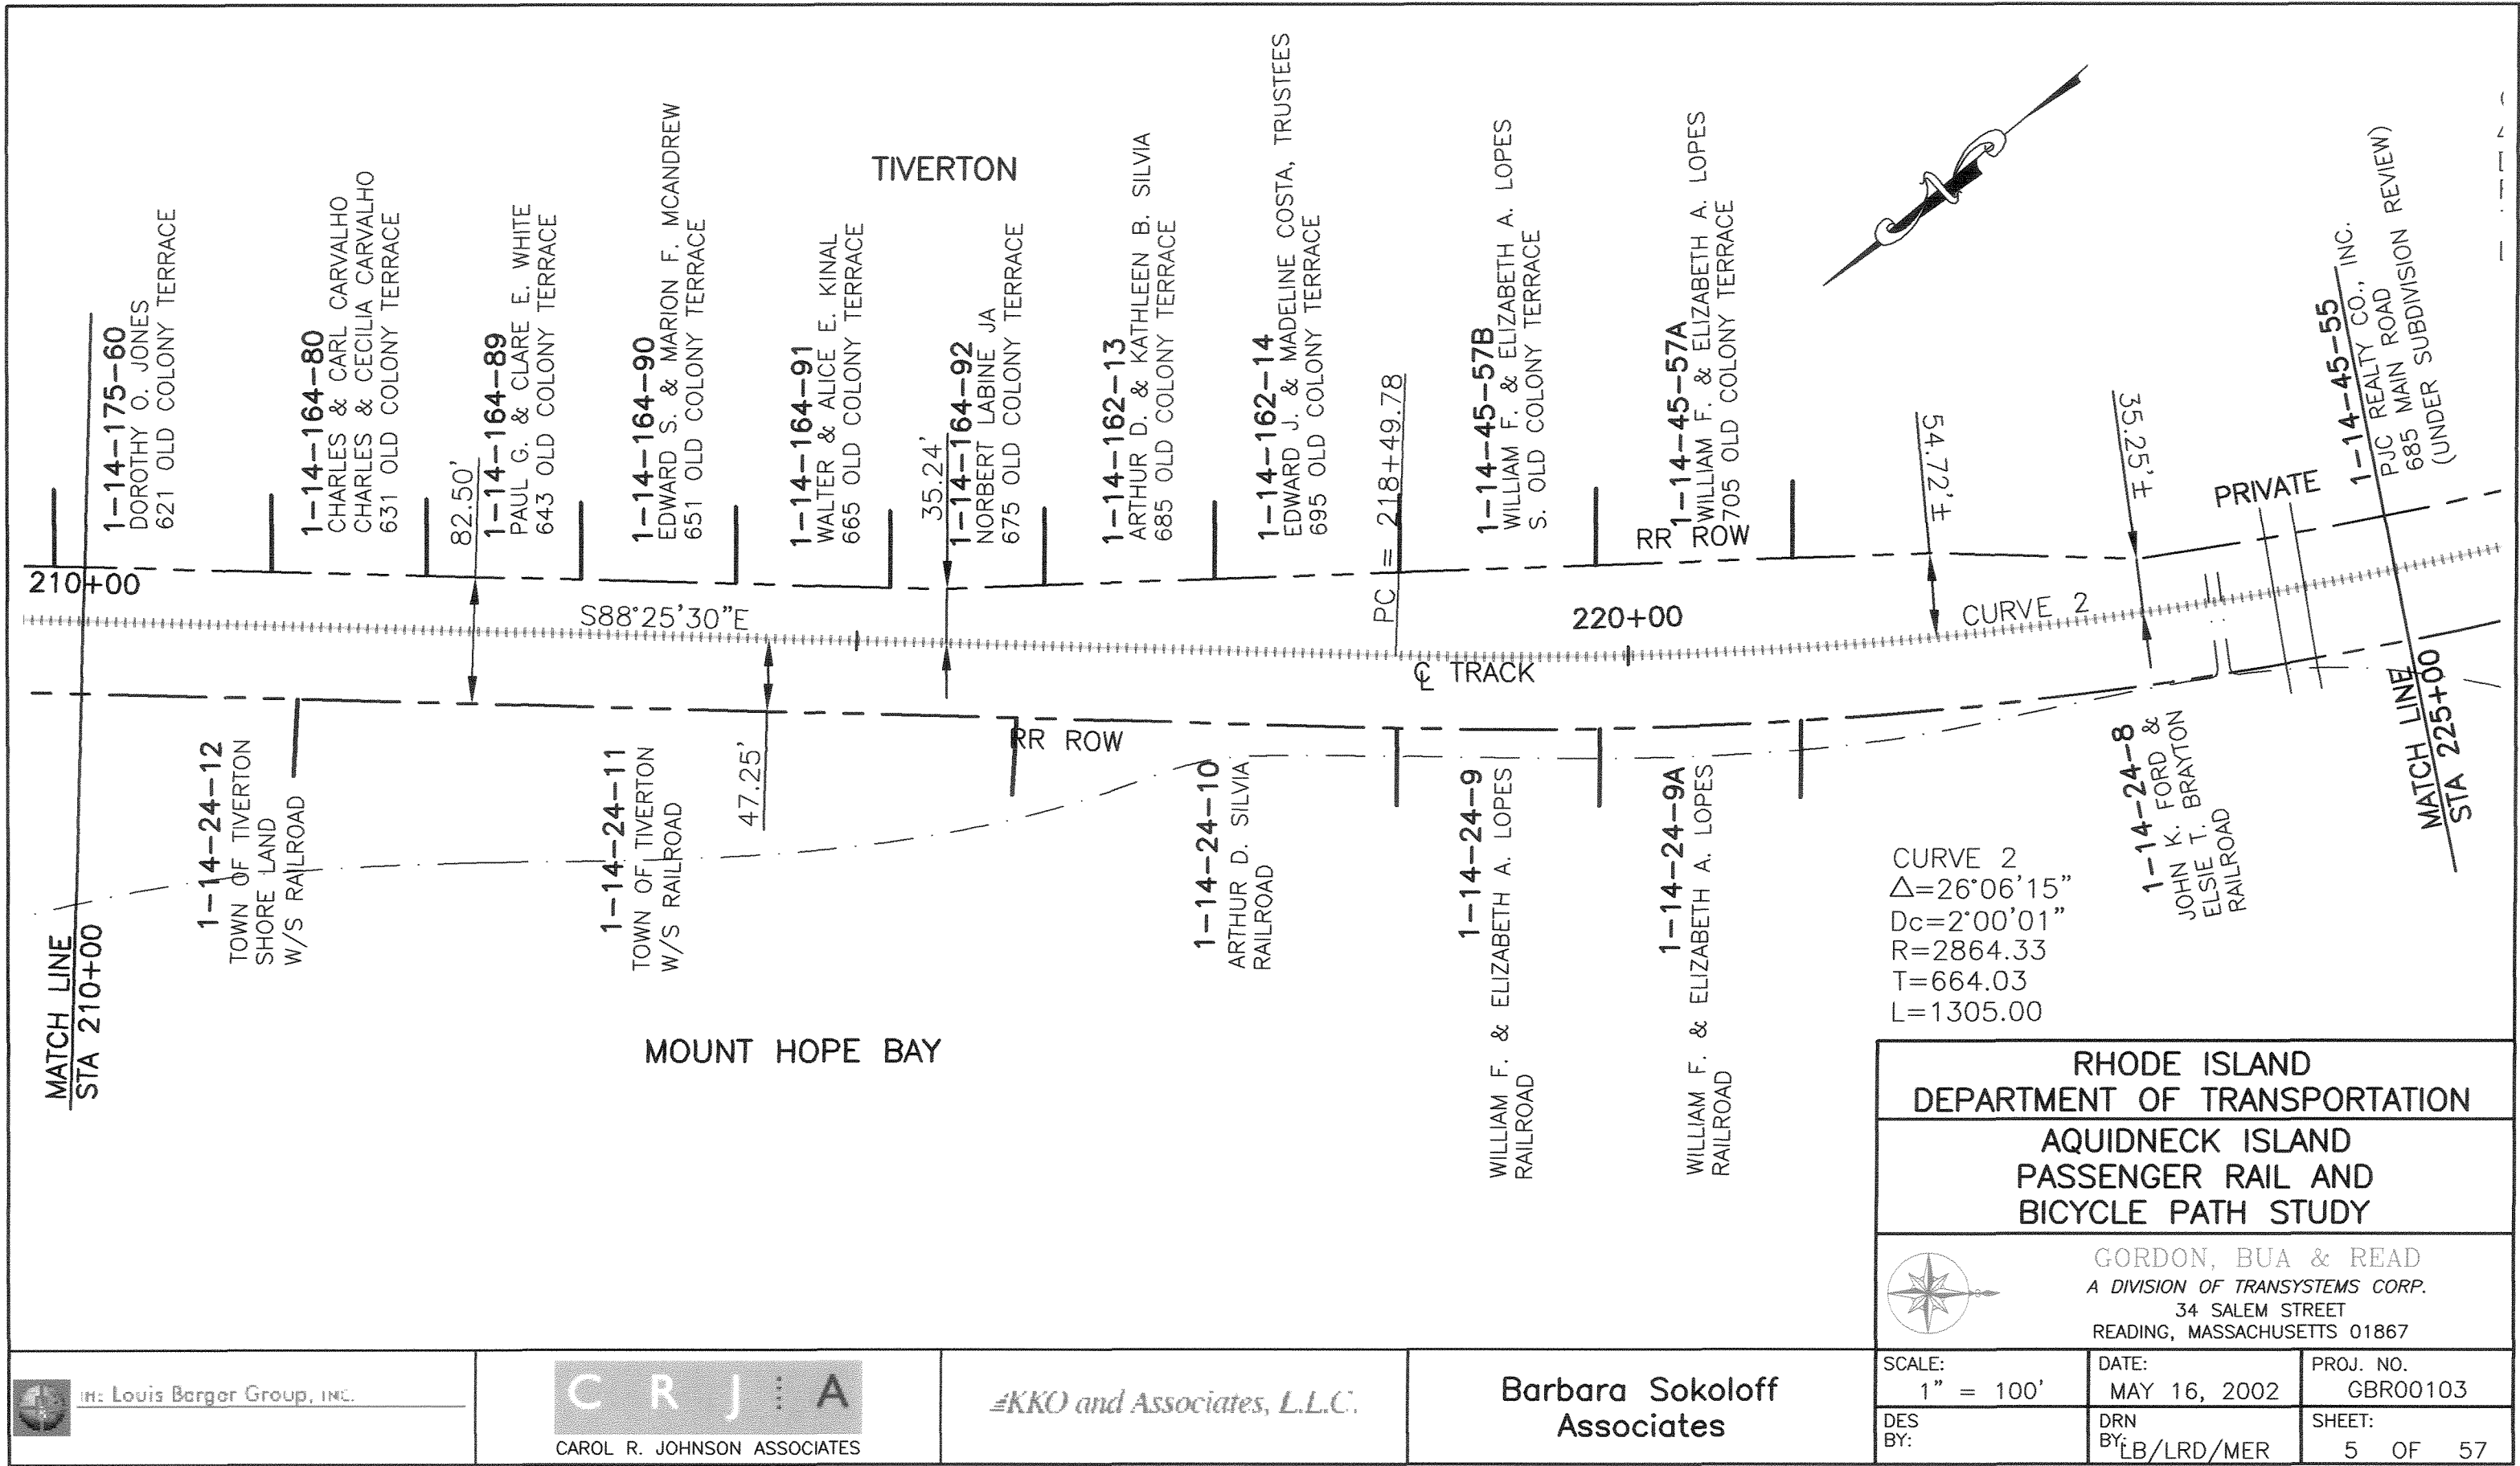 TIVERTON
1-14-175-60
DOROTHY O. JONES
621 OLD COLONY TERRACE
1-14-164-80
CHARLES & CARL CARVALHO
CHARLES & CECILIA CARVALHO
631 OLD COLONY TERRACE
82.50'
1-14-164-89
PAUL G. & CLARE E. WHITE
643 OLD COLONY TERRACE
1-14-164-90
EDWARD S. & MARION F. MCANDREW
651 OLD COLONY TERRACE
1-14-164-91
WALTER & ALICE E. KINAL
665 OLD COLONY TERRACE
35.24'
1-14-164-92
NORBERT LABINE JA
675 OLD COLONY TERRACE
1-14-162-13
ARTHUR D. & KATHLEEN B. SILVIA
685 OLD COLONY TERRACE
1-14-162-14
EDWARD J. & MADELINE COSTA, TRUSTEES
695 OLD COLONY TERRACE
PC = 218+49.78
1-14-45-57B
WILLIAM F. & ELIZABETH A. LOPES
S. OLD COLONY TERRACE
1-14-45-57A
WILLIAM F. & ELIZABETH A. LOPES
705 OLD COLONY TERRACE
RR ROW
54.72'±
35.25'±
PRIVATE
1-14-45-55
PJC REALTY CO., INC.
685 MAIN ROAD
(UNDER SUBDIVISION REVIEW)
210+00
S88°25'30"E
220+00
CURVE 2
℄ TRACK
RR ROW
47.25'
MATCH LINE
STA 210+00
1-14-24-12
TOWN OF TIVERTON
SHORE LAND
W/S RAILROAD
1-14-24-11
TOWN OF TIVERTON
W/S RAILROAD
1-14-24-10
ARTHUR D. SILVIA
RAILROAD
1-14-24-9
WILLIAM F. & ELIZABETH A. LOPES
RAILROAD
1-14-24-9A
WILLIAM F. & ELIZABETH A. LOPES
RAILROAD
1-14-24-8
JOHN K. FORD &
ELSIE T. BRAYTON
RAILROAD
MATCH LINE
STA 225+00
CURVE 2
Δ=26°06'15"
Dc=2°00'01"
R=2864.33
T=664.03
L=1305.00
MOUNT HOPE BAY
RHODE ISLAND
DEPARTMENT OF TRANSPORTATION
AQUIDNECK ISLAND
PASSENGER RAIL AND
BICYCLE PATH STUDY
GORDON, BUA & READ
A DIVISION OF TRANSYSTEMS CORP.
34 SALEM STREET
READING, MASSACHUSETTS 01867
THE Louis Berger Group, INC.
C R J A
CAROL R. JOHNSON ASSOCIATES
KKO and Associates, L.L.C.
Barbara Sokoloff
Associates
SCALE:
1" = 100'
DATE:
MAY 16, 2002
PROJ. NO.
GBR00103
DES
BY:
DRN
BY: LB/LRD/MER
SHEET:
5 OF 57